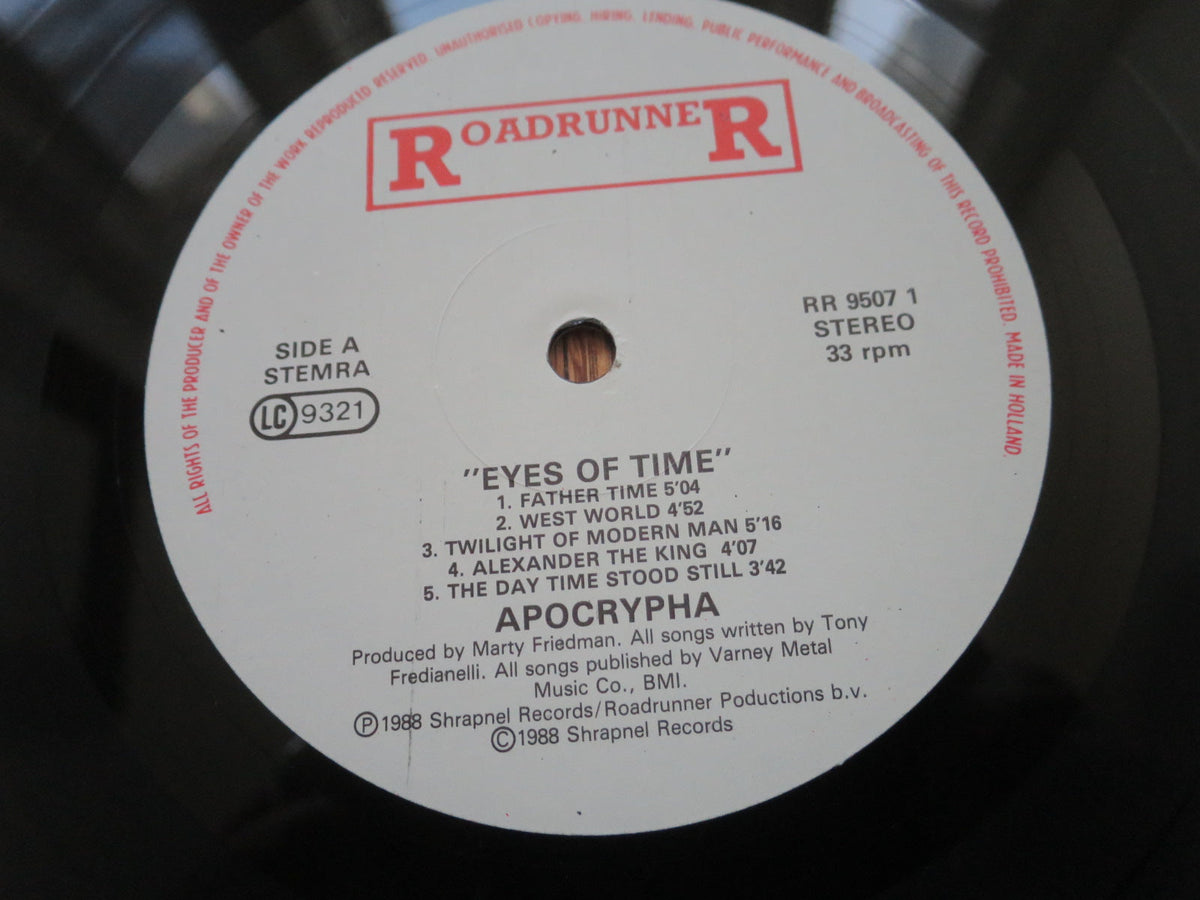 ALL RIGHTS OF THE PRODUCER AND OF THE OWNER OF THE WORK REPRODUCED RESERVED. UNAUTHORISED COPYING. HIRING. LENDING. PUBLIC PERFORMANCE AND BROADCASTING OF THIS RECORD PROHIBITED. MADE IN HOLLAND.
ROADRUNNER
SIDE A
STEMRA
LC 9321
RR 9507 1
STEREO
33 rpm
"EYES OF TIME"
1. FATHER TIME 5'04
2. WEST WORLD 4'52
3. TWILIGHT OF MODERN MAN 5'16
4. ALEXANDER THE KING 4'07
5. THE DAY TIME STOOD STILL 3'42
APOCRYPHA
Produced by Marty Friedman. All songs written by Tony
Fredianelli. All songs published by Varney Metal
Music Co., BMI.
Ⓟ1988 Shrapnel Records/Roadrunner Poductions b.v.
©1988 Shrapnel Records